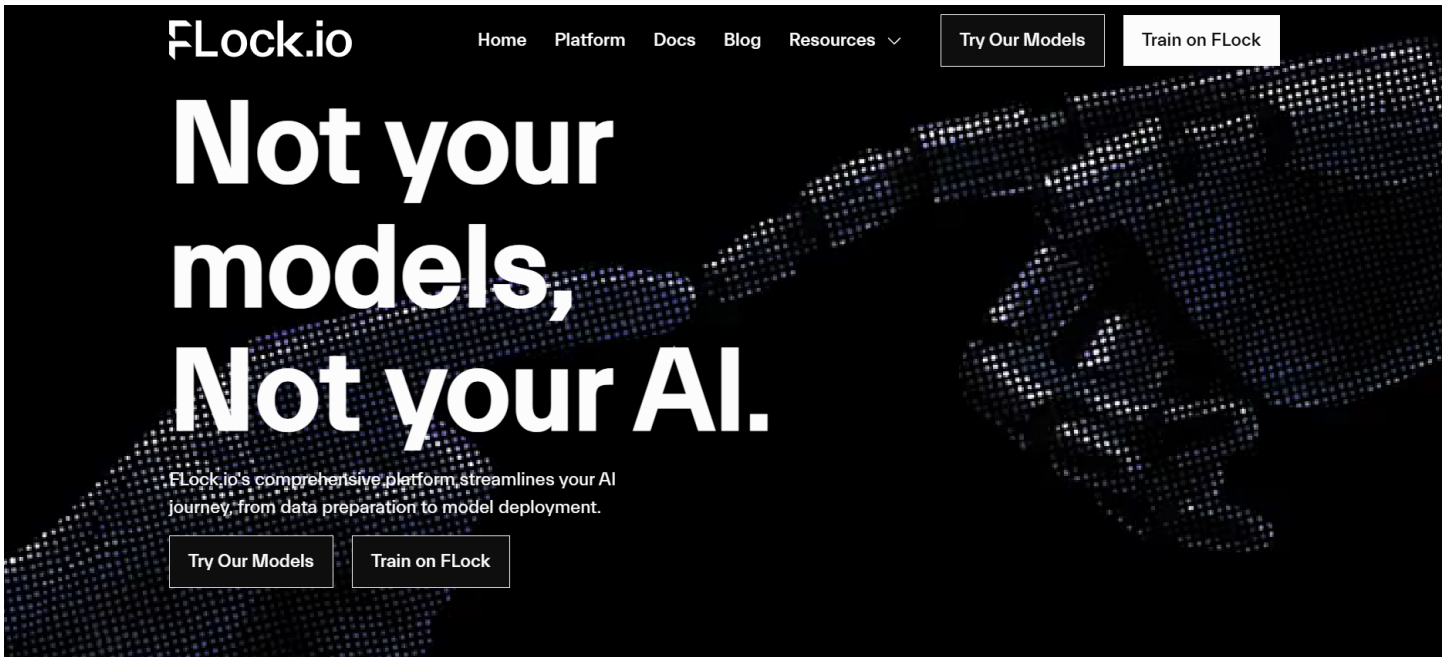 FLock.io
Home Platform Docs Blog Resources Try Our Models Train on FLock
Not your
models,
Not your AI.
FLock.io's comprehensive platform streamlines your AI
journey, from data preparation to model deployment.
Try Our Models Train on FLock